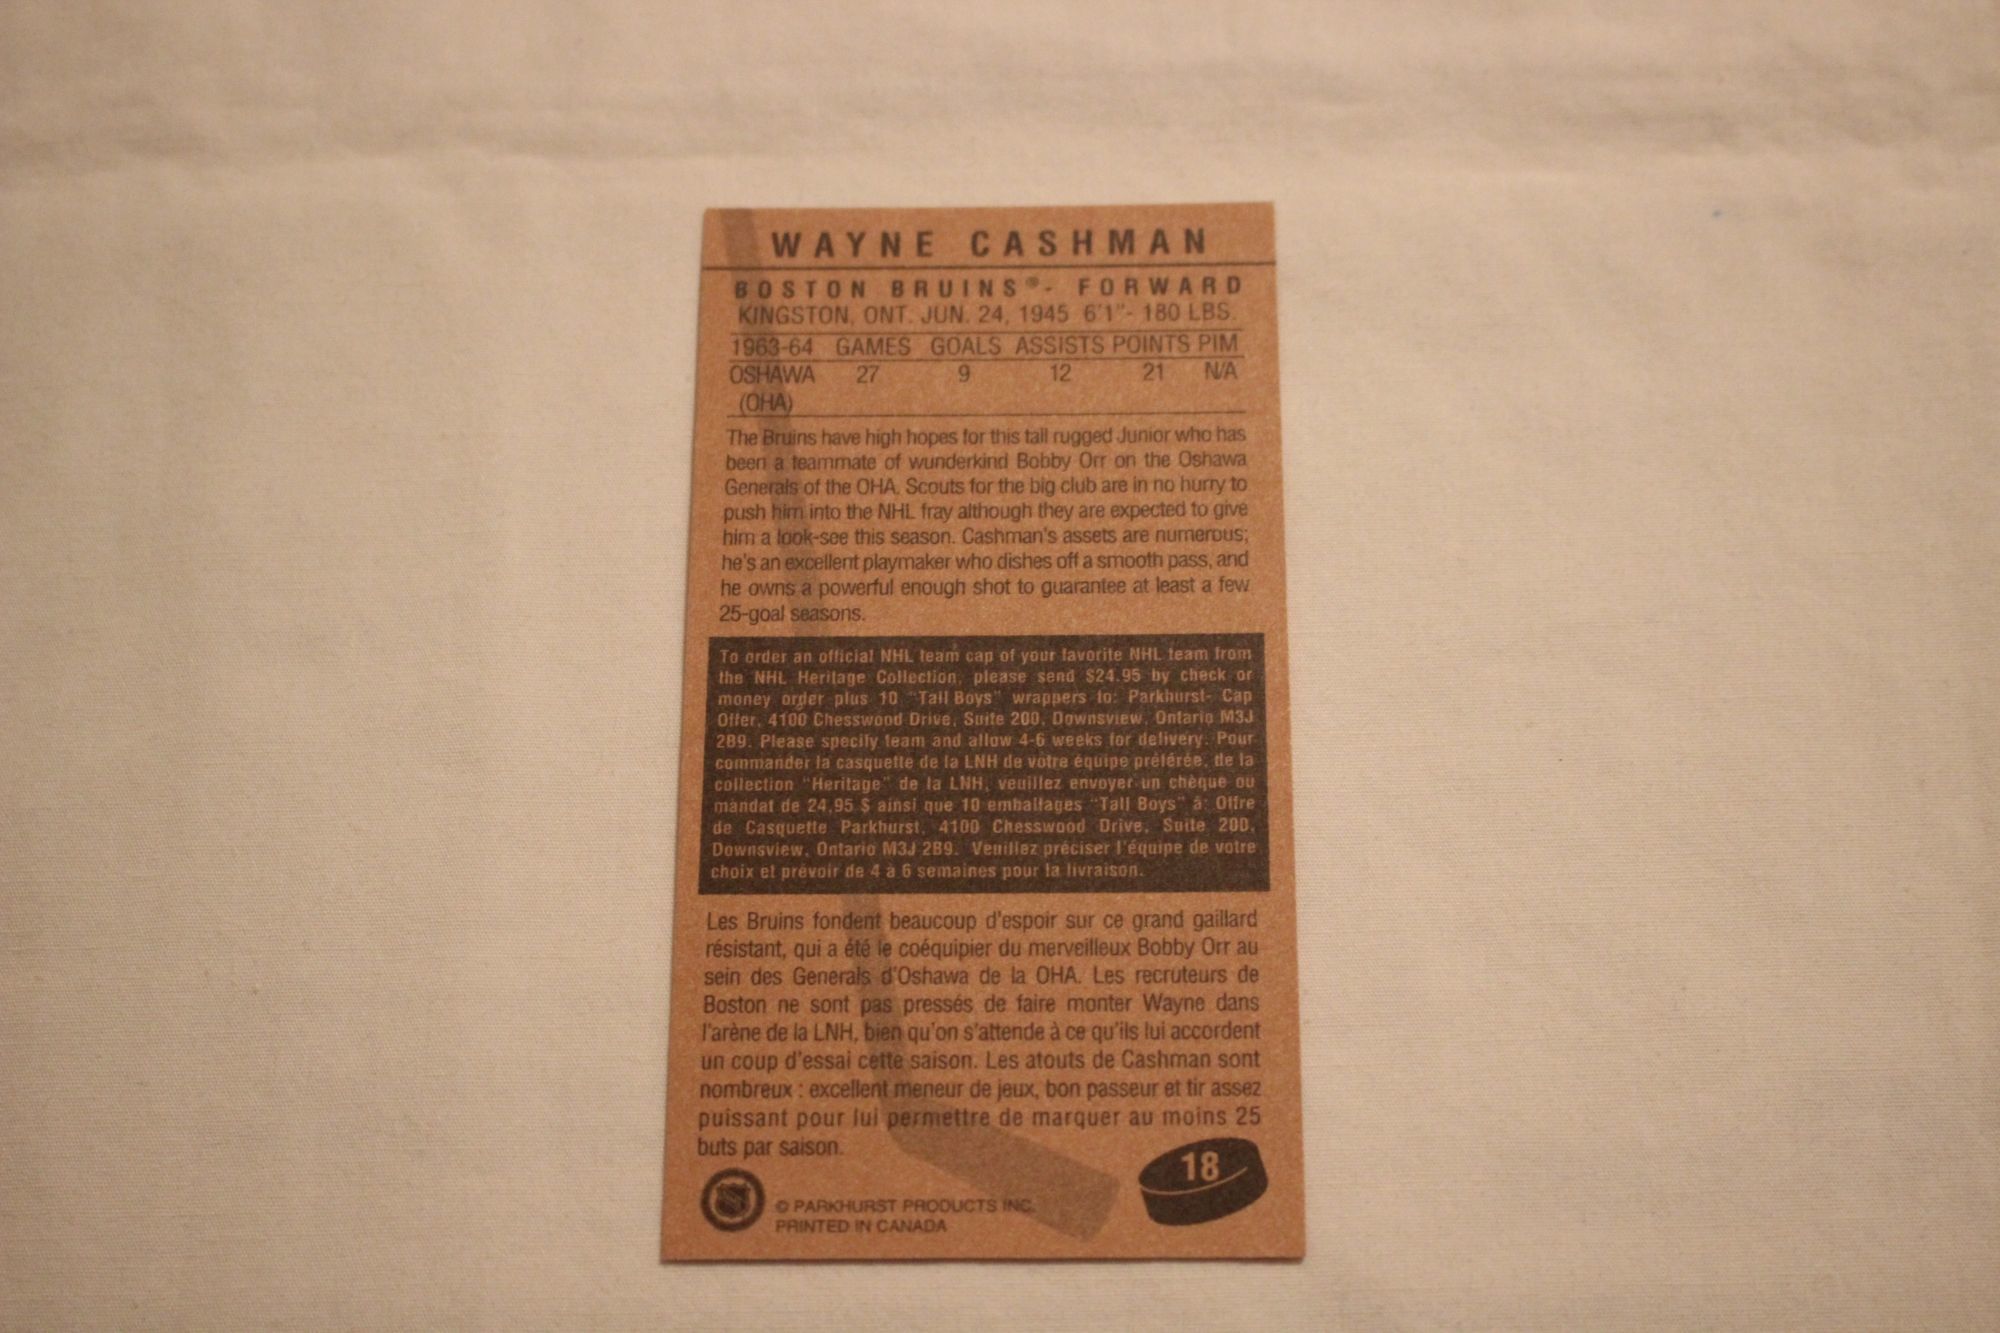 WAYNE CASHMAN
BOSTON BRUINS®- FORWARD
KINGSTON, ONT. JUN. 24, 1945 6'1"- 180 LBS.
1963-64 GAMES GOALS ASSISTS POINTS PIM
OSHAWA 27 9 12 21 N/A
(OHA)
The Bruins have high hopes for this tall rugged Junior who has
been a teammate of wunderkind Bobby Orr on the Oshawa
Generals of the OHA. Scouts for the big club are in no hurry to
push him into the NHL fray although they are expected to give
him a look-see this season. Cashman's assets are numerous;
he's an excellent playmaker who dishes off a smooth pass, and
he owns a powerful enough shot to guarantee at least a few
25-goal seasons.
To order an official NHL team cap of your favorite NHL team from
the NHL Heritage Collection, please send $24.95 by check or
money order plus 10 "Tall Boys" wrappers to: Parkhurst- Cap
Offer, 4100 Chesswood Drive, Suite 200, Downsview, Ontario M3J
2B9. Please specify team and allow 4-6 weeks for delivery. Pour
commander la casquette de la LNH de votre équipe préférée, de la
collection "Heritage" de la LNH, veuillez envoyer un chèque ou
mandat de 24,95 $ ainsi que 10 emballages "Tall Boys" à: Offre
de Casquette Parkhurst, 4100 Chesswood Drive, Suite 200,
Downsview, Ontario M3J 2B9. Veuillez préciser l'équipe de votre
choix et prévoir de 4 à 6 semaines pour la livraison.
Les Bruins fondent beaucoup d'espoir sur ce grand gaillard
résistant, qui a été le coéquipier du merveilleux Bobby Orr au
sein des Generals d'Oshawa de la OHA. Les recruteurs de
Boston ne sont pas pressés de faire monter Wayne dans
l'arène de la LNH, bien qu'on s'attende à ce qu'ils lui accordent
un coup d'essai cette saison. Les atouts de Cashman sont
nombreux : excellent meneur de jeux, bon passeur et tir assez
puissant pour lui permettre de marquer au moins 25
buts par saison.
18
© PARKHURST PRODUCTS INC.
PRINTED IN CANADA